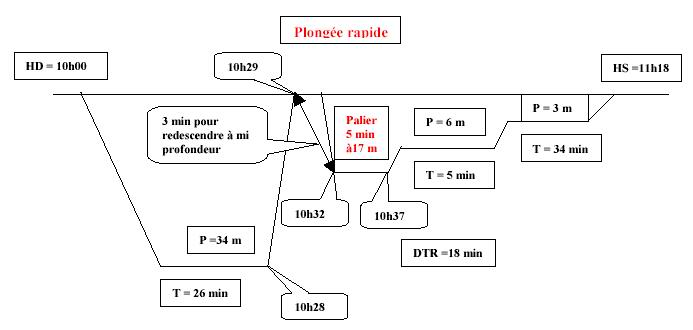 Plongée rapide
HD = 10h00
10h29
HS =11h18
3 min pour
redescendre à mi
profondeur
Palier
5 min
à17 m
P = 6 m
P = 3 m
T = 34 min
T = 5 min
10h32
10h37
P =34 m
DTR =18 min
T = 26 min
10h28